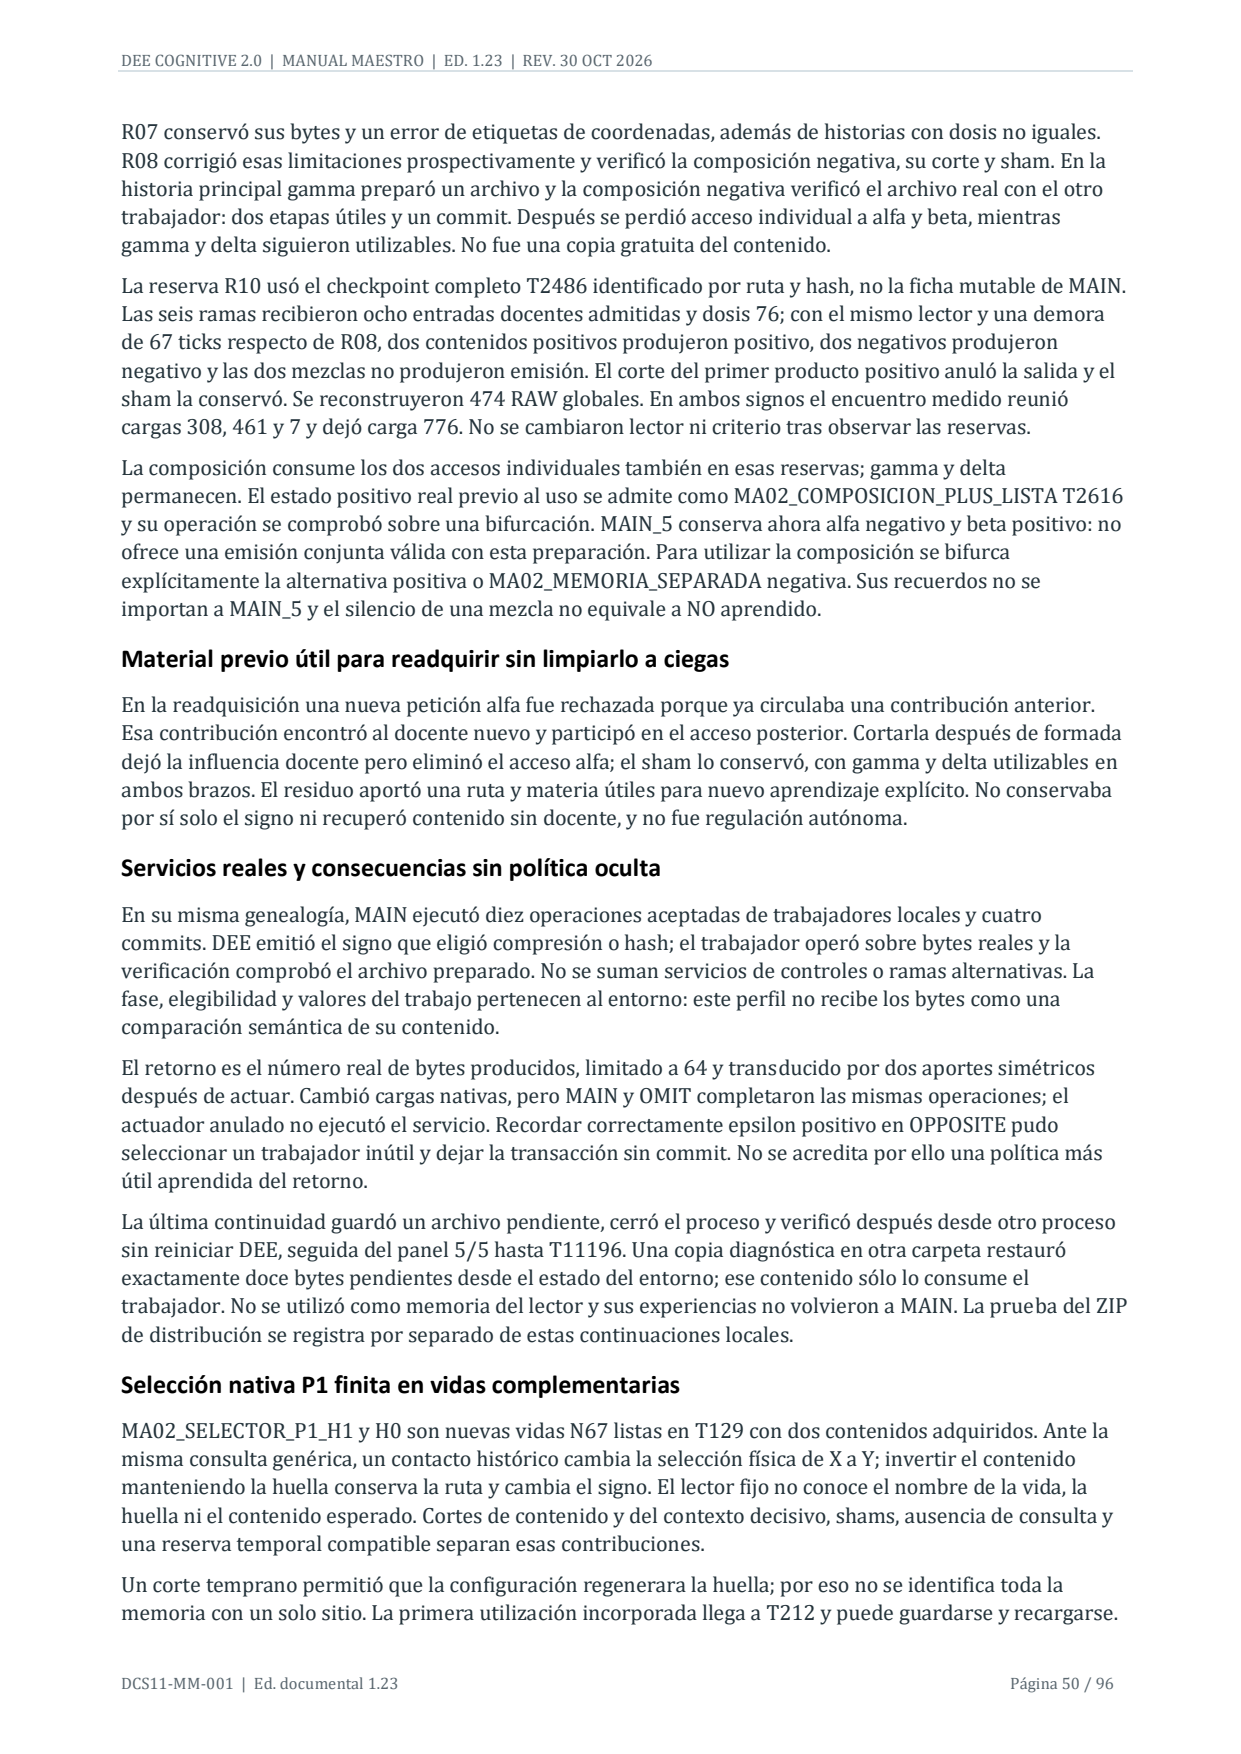 DEE COGNITIVE 2.0 | MANUAL MAESTRO | ED. 1.23 | REV. 30 OCT 2026
R07 conservó sus bytes y un error de etiquetas de coordenadas, además de historias con dosis no iguales.
R08 corrigió esas limitaciones prospectivamente y verificó la composición negativa, su corte y sham. En la
historia principal gamma preparó un archivo y la composición negativa verificó el archivo real con el otro
trabajador: dos etapas útiles y un commit. Después se perdió acceso individual a alfa y beta, mientras
gamma y delta siguieron utilizables. No fue una copia gratuita del contenido.
La reserva R10 usó el checkpoint completo T2486 identificado por ruta y hash, no la ficha mutable de MAIN.
Las seis ramas recibieron ocho entradas docentes admitidas y dosis 76; con el mismo lector y una demora
de 67 ticks respecto de R08, dos contenidos positivos produjeron positivo, dos negativos produjeron
negativo y las dos mezclas no produjeron emisión. El corte del primer producto positivo anuló la salida y el
sham la conservó. Se reconstruyeron 474 RAW globales. En ambos signos el encuentro medido reunió
cargas 308, 461 y 7 y dejó carga 776. No se cambiaron lector ni criterio tras observar las reservas.
La composición consume los dos accesos individuales también en esas reservas; gamma y delta
permanecen. El estado positivo real previo al uso se admite como MA02_COMPOSICION_PLUS_LISTA T2616
y su operación se comprobó sobre una bifurcación. MAIN_5 conserva ahora alfa negativo y beta positivo: no
ofrece una emisión conjunta válida con esta preparación. Para utilizar la composición se bifurca
explícitamente la alternativa positiva o MA02_MEMORIA_SEPARADA negativa. Sus recuerdos no se
importan a MAIN_5 y el silencio de una mezcla no equivale a NO aprendido.
Material previo útil para readquirir sin limpiarlo a ciegas
En la readquisición una nueva petición alfa fue rechazada porque ya circulaba una contribución anterior.
Esa contribución encontró al docente nuevo y participó en el acceso posterior. Cortarla después de formada
dejó la influencia docente pero eliminó el acceso alfa; el sham lo conservó, con gamma y delta utilizables en
ambos brazos. El residuo aportó una ruta y materia útiles para nuevo aprendizaje explícito. No conservaba
por sí solo el signo ni recuperó contenido sin docente, y no fue regulación autónoma.
Servicios reales y consecuencias sin política oculta
En su misma genealogía, MAIN ejecutó diez operaciones aceptadas de trabajadores locales y cuatro
commits. DEE emitió el signo que eligió compresión o hash; el trabajador operó sobre bytes reales y la
verificación comprobó el archivo preparado. No se suman servicios de controles o ramas alternativas. La
fase, elegibilidad y valores del trabajo pertenecen al entorno: este perfil no recibe los bytes como una
comparación semántica de su contenido.
El retorno es el número real de bytes producidos, limitado a 64 y transducido por dos aportes simétricos
después de actuar. Cambió cargas nativas, pero MAIN y OMIT completaron las mismas operaciones; el
actuador anulado no ejecutó el servicio. Recordar correctamente epsilon positivo en OPPOSITE pudo
seleccionar un trabajador inútil y dejar la transacción sin commit. No se acredita por ello una política más
útil aprendida del retorno.
La última continuidad guardó un archivo pendiente, cerró el proceso y verificó después desde otro proceso
sin reiniciar DEE, seguida del panel 5/5 hasta T11196. Una copia diagnóstica en otra carpeta restauró
exactamente doce bytes pendientes desde el estado del entorno; ese contenido sólo lo consume el
trabajador. No se utilizó como memoria del lector y sus experiencias no volvieron a MAIN. La prueba del ZIP
de distribución se registra por separado de estas continuaciones locales.
Selección nativa P1 finita en vidas complementarias
MA02_SELECTOR_P1_H1 y H0 son nuevas vidas N67 listas en T129 con dos contenidos adquiridos. Ante la
misma consulta genérica, un contacto histórico cambia la selección física de X a Y; invertir el contenido
manteniendo la huella conserva la ruta y cambia el signo. El lector fijo no conoce el nombre de la vida, la
huella ni el contenido esperado. Cortes de contenido y del contexto decisivo, shams, ausencia de consulta y
una reserva temporal compatible separan esas contribuciones.
Un corte temprano permitió que la configuración regenerara la huella; por eso no se identifica toda la
memoria con un solo sitio. La primera utilización incorporada llega a T212 y puede guardarse y recargarse.
DCS11-MM-001 | Ed. documental 1.23
Página 50 / 96